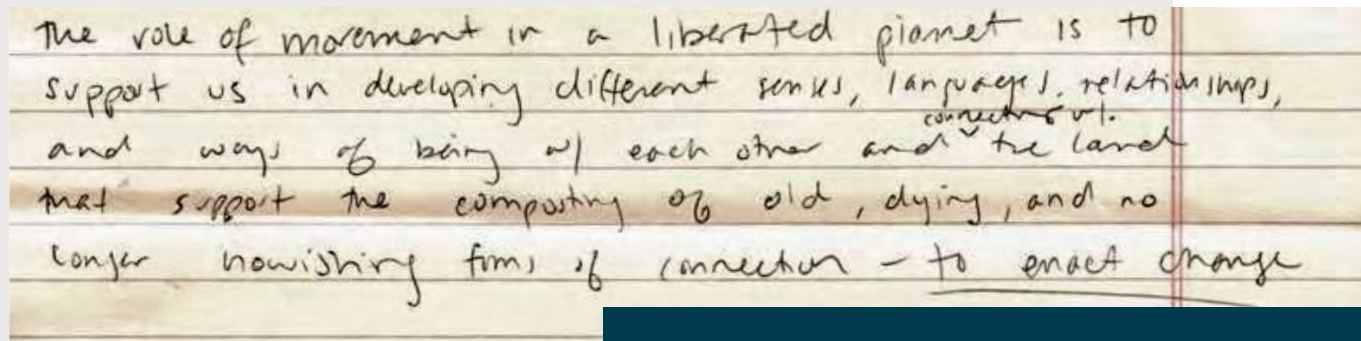 The role of movement in a liberated planet is to
support us in developing different senses, languages, relationships,
and ways of being w/ each other and connecting w/. the land
that support the composting of old, dying, and no
longer nourishing forms of connection – to enact change